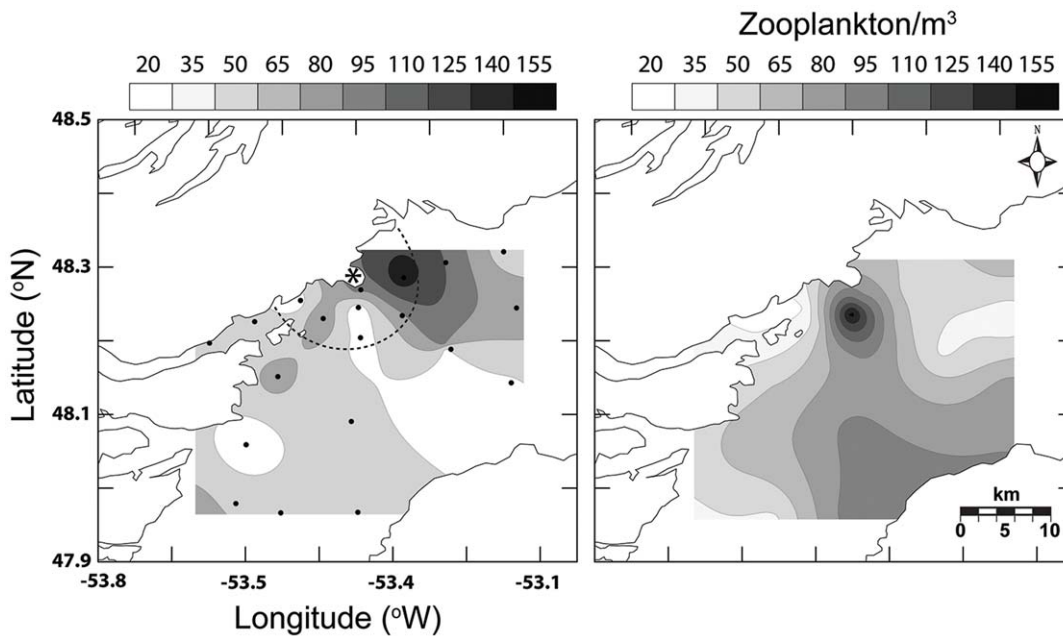 Zooplankton/m³
20 35 50 65 80 95 110 125 140 155
20 35 50 65 80 95 110 125 140 155
48.5
48.3
48.1
47.9
Latitude (°N)
*
N
km
0 5 10
-53.8 -53.5 -53.4 -53.1
Longitude (°W)